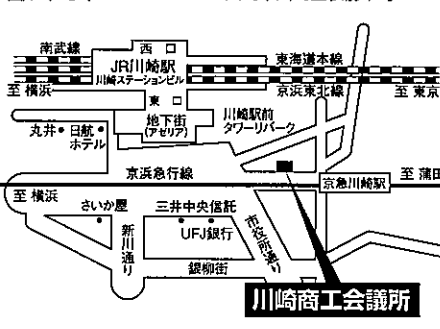 南武線
西 口
JR川崎駅
川崎ステーションビル
東海道本線
京浜東北線
至 横浜
至 東京
東 口
地下街
(アゼリア)
川崎駅前
タワーリパーク
丸井
日航
ホテル
京浜急行線
京急川崎駅
至 蒲田
至 横浜
さいか屋
三井中央信託
UFJ銀行
新川通り
市役所通り
銀柳街
川崎商工会議所